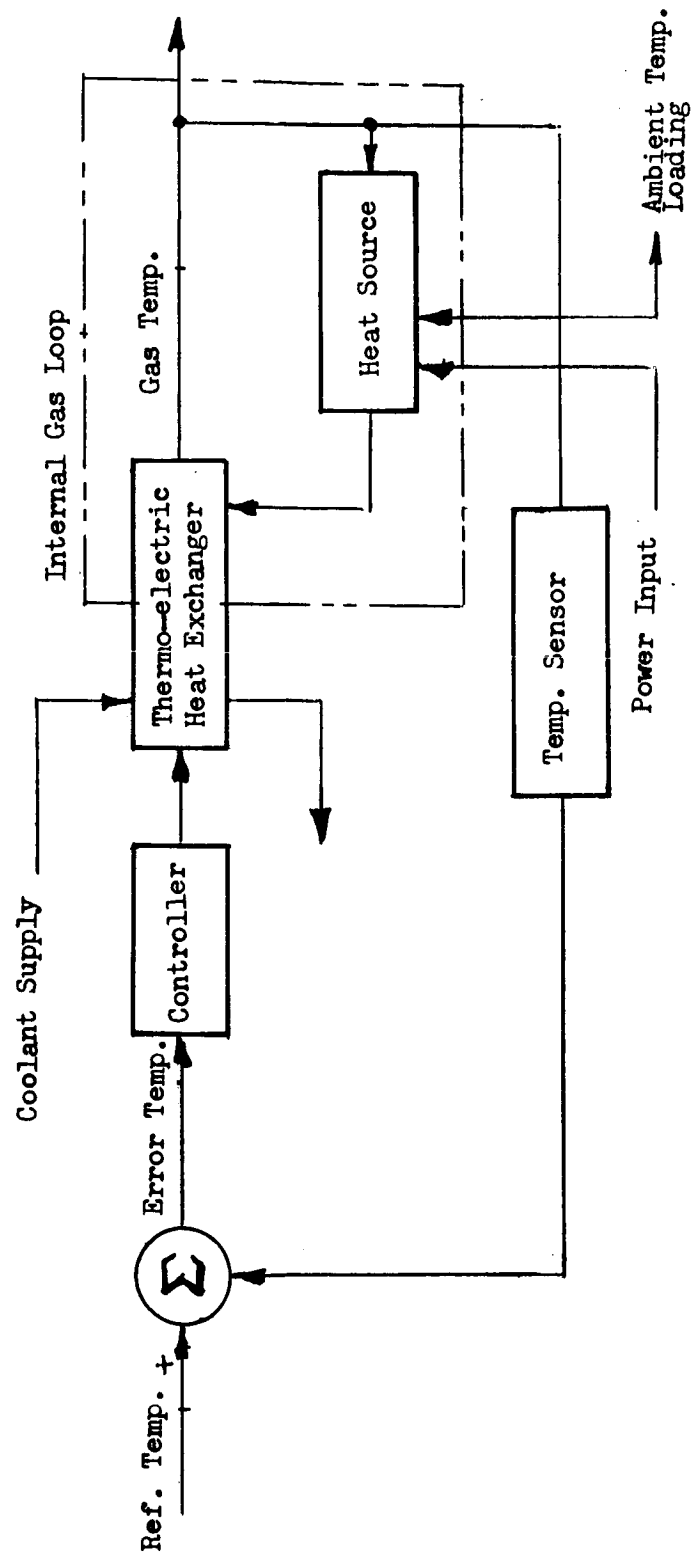 Coolant Supply
Internal Gas Loop
Ref. Temp. +
Σ
Error Temp.
Controller
Thermo-electric
Heat Exchanger
Gas Temp.
Heat Source
Temp. Sensor
Power Input
Ambient Temp.
Loading